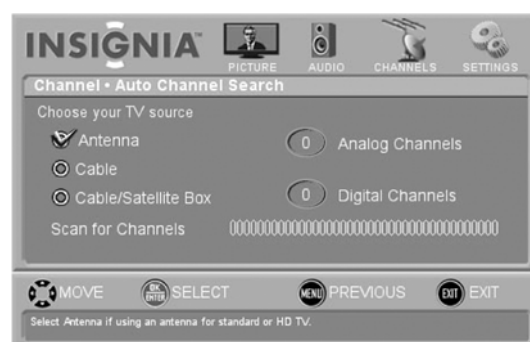 INSIGNIA
PICTURE AUDIO CHANNELS SETTINGS
Channel • Auto Channel Search
Choose your TV source
Antenna
0 Analog Channels
Cable
Cable/Satellite Box
0 Digital Channels
Scan for Channels
MOVE OK ENTER SELECT MENU PREVIOUS EXIT EXIT
Select Antenna if using an antenna for standard or HD TV.